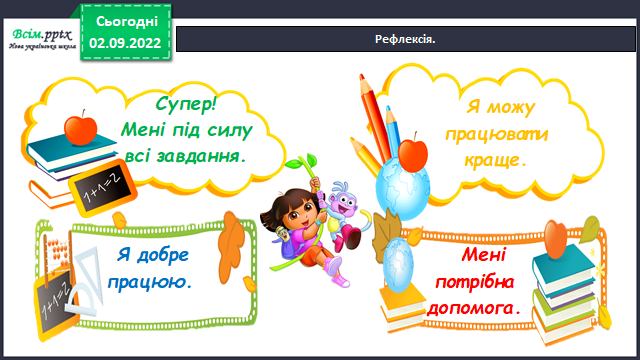 Всім.pptx
Нова українська школа
Сьогодні
02.09.2022
Рефлексія.
Супер!
Мені під силу
всі завдання.
1+1=2
Я можу
працювати
краще.
Я добре
працюю.
1+1=2
Мені
потрібна
допомога.